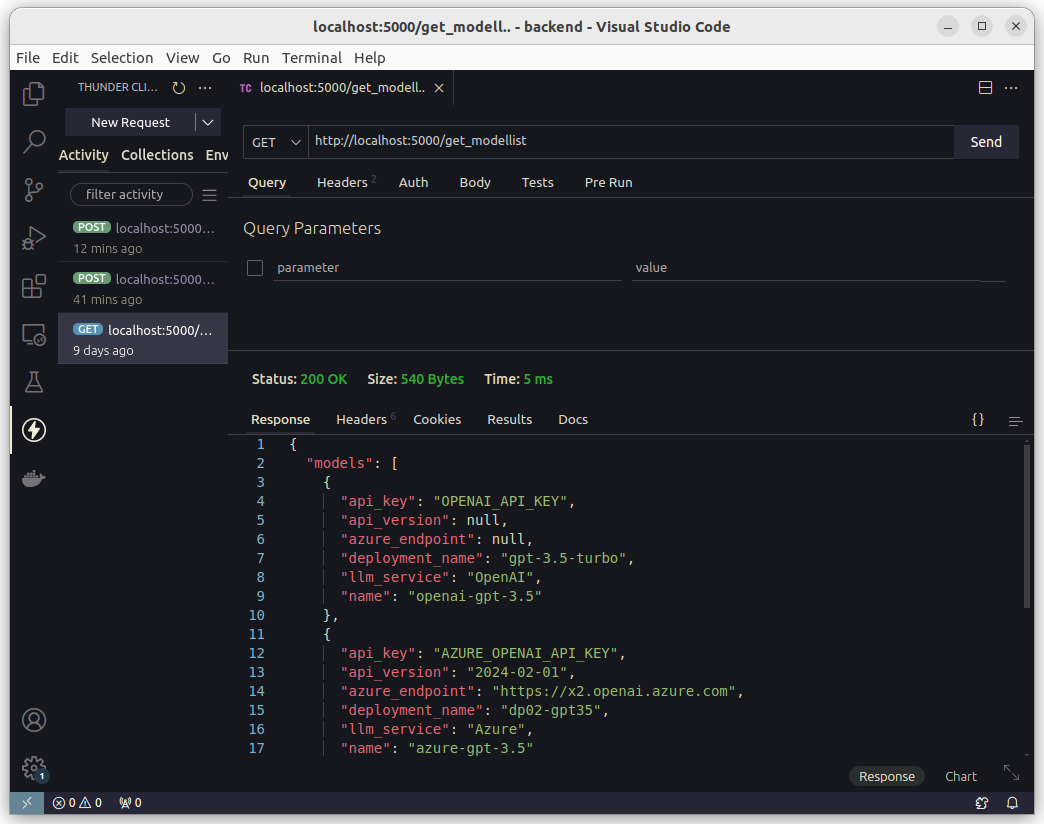 localhost:5000/get_modell.. - backend - Visual Studio Code
File Edit Selection View Go Run Terminal Help
THUNDER CLI... ...
TC localhost:5000/get_modell..
New Request
Activity Collections Env
filter activity
POST localhost:5000...
12 mins ago
POST localhost:5000...
41 mins ago
GET localhost:5000/...
9 days ago
GET http://localhost:5000/get_modellist Send
Query Headers 2 Auth Body Tests Pre Run
Query Parameters
parameter value
Status: 200 OK Size: 540 Bytes Time: 5 ms
Response Headers 6 Cookies Results Docs {}
1 {
2 "models": [
3 {
4 "api_key": "OPENAI_API_KEY",
5 "api_version": null,
6 "azure_endpoint": null,
7 "deployment_name": "gpt-3.5-turbo",
8 "llm_service": "OpenAI",
9 "name": "openai-gpt-3.5"
10 },
11 {
12 "api_key": "AZURE_OPENAI_API_KEY",
13 "api_version": "2024-02-01",
14 "azure_endpoint": "https://x2.openai.azure.com",
15 "deployment_name": "dp02-gpt35",
16 "llm_service": "Azure",
17 "name": "azure-gpt-3.5"
Response Chart
1
0 0 0